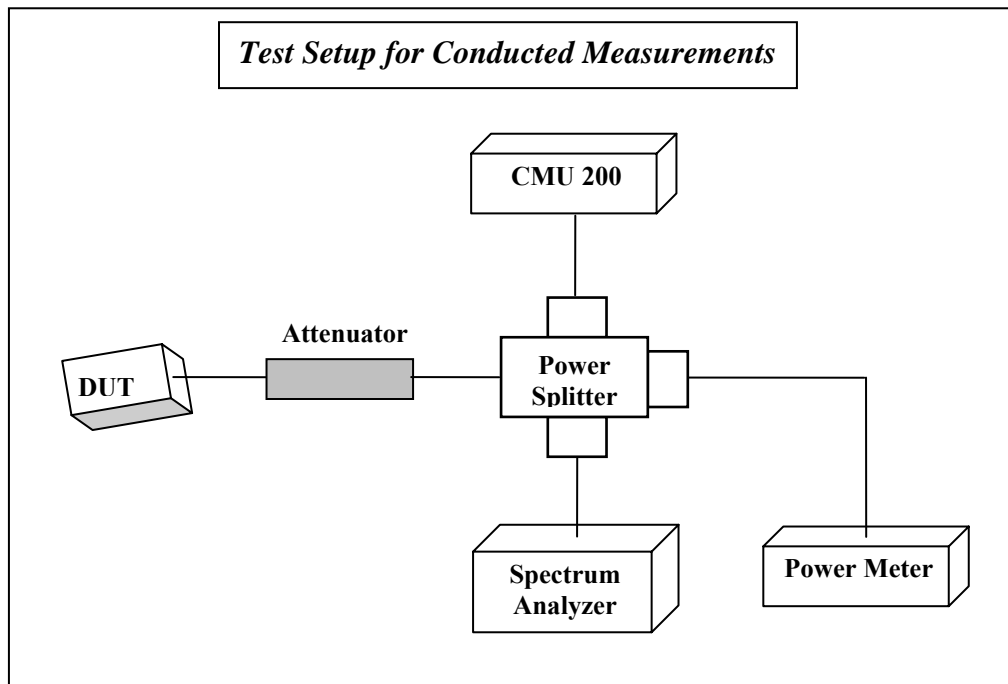 Test Setup for Conducted Measurements
CMU 200
Attenuator
DUT
Power
Splitter
Spectrum
Analyzer
Power Meter